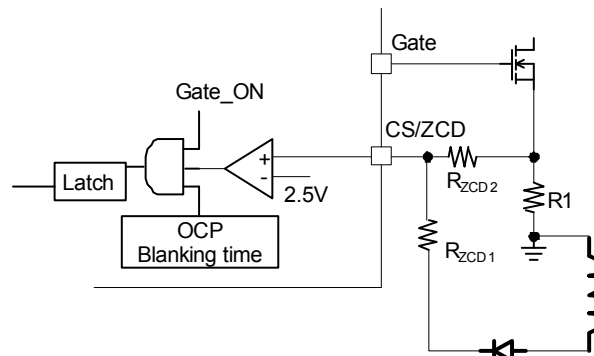 Gate
Gate_ON
CS/ZCD
+
-
2.5V
Latch
OCP
Blanking time
RZCD2
R1
RZCD1